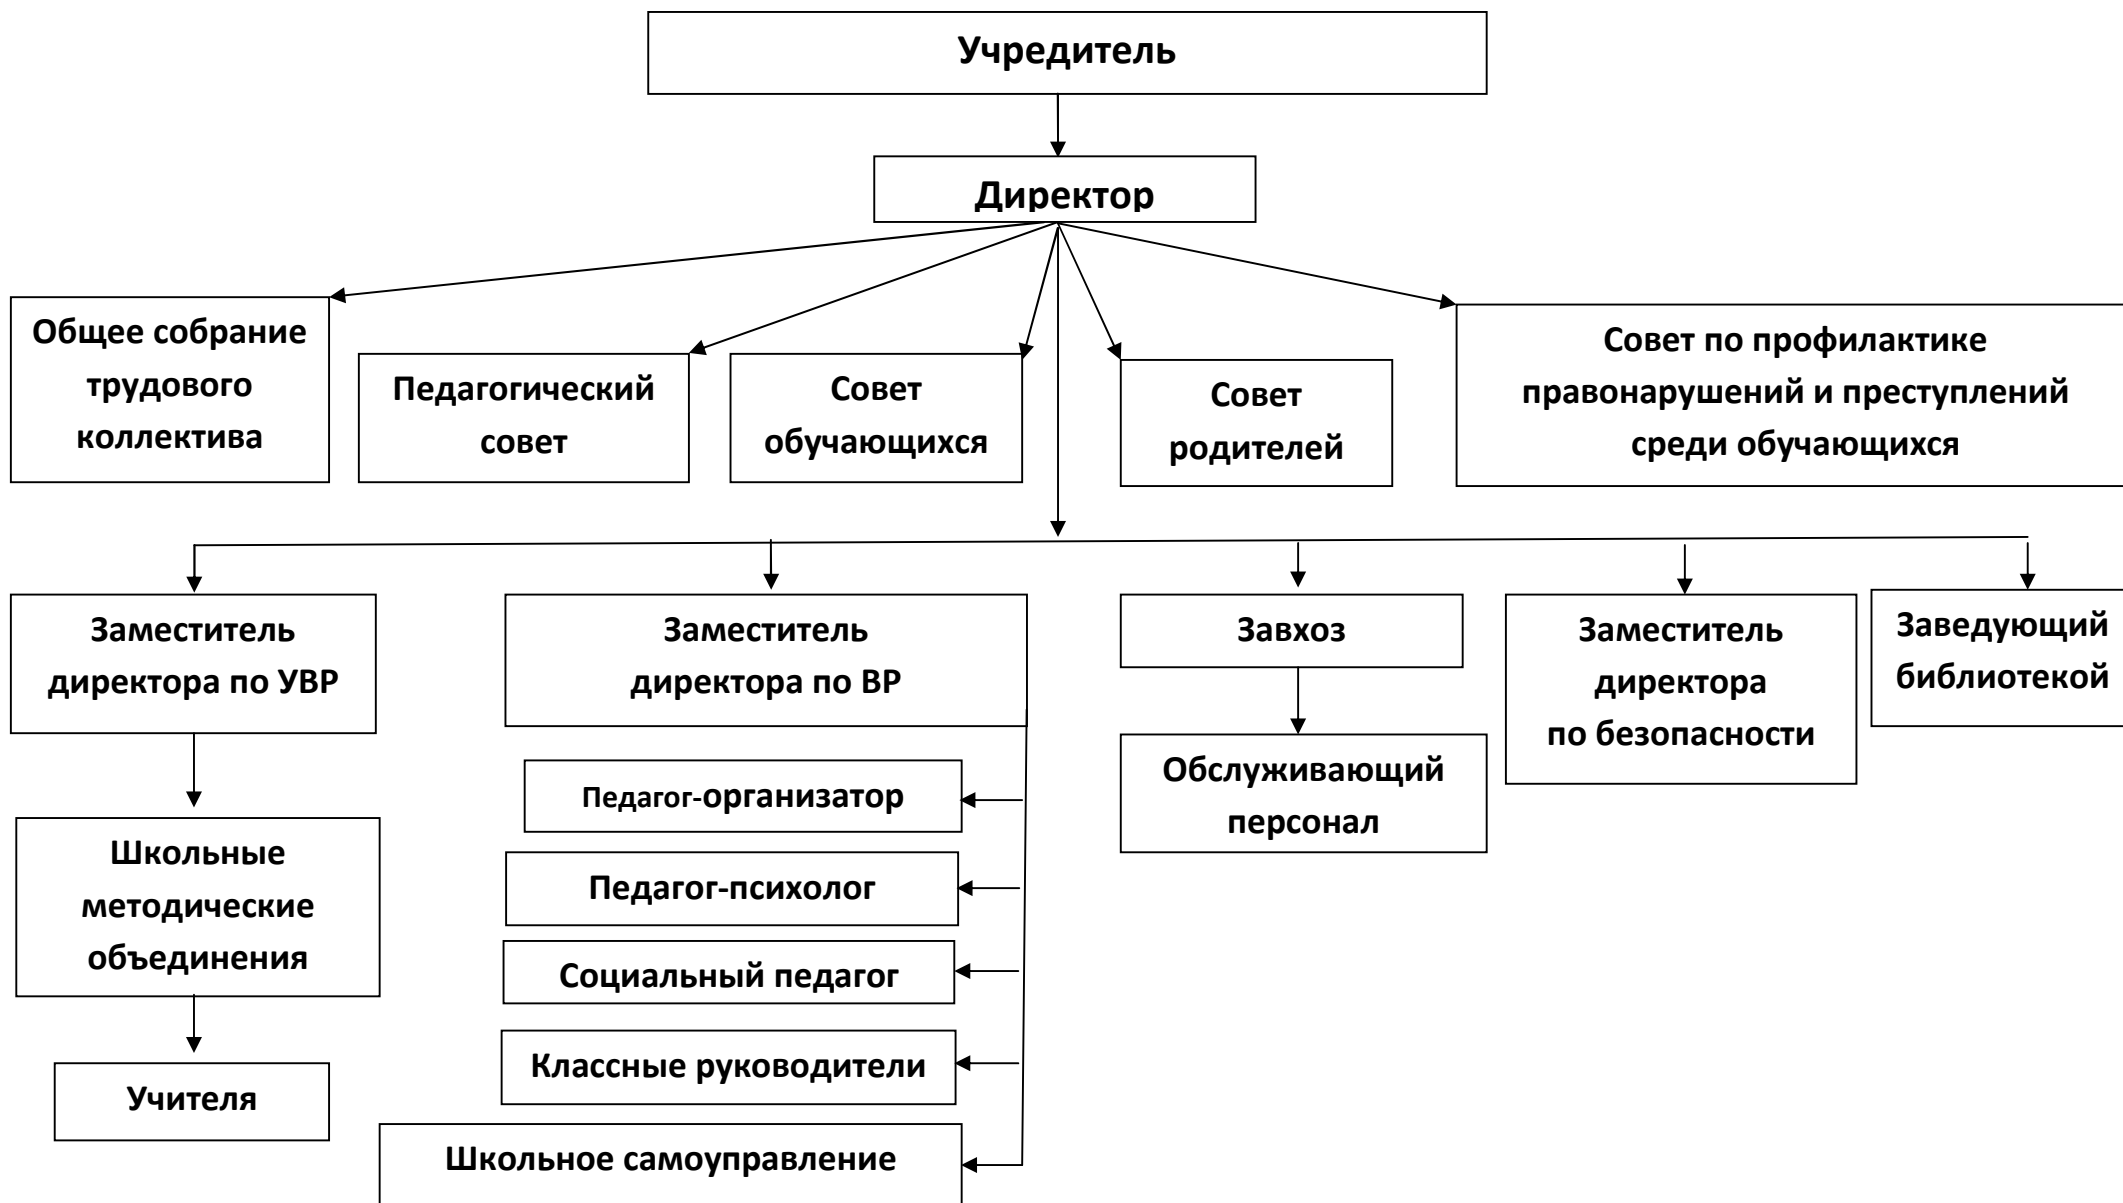 Учредитель
Директор
Общее собрание
трудового
коллектива
Педагогический
совет
Совет
обучающихся
Совет
родителей
Совет по профилактике
правонарушений и преступлений
среди обучающихся
Заместитель
директора по УВР
Заместитель
директора по ВР
Завхоз
Заместитель
директора
по безопасности
Заведующий
библиотекой
Школьные
методические
объединения
Учителя
Педагог-организатор
Педагог-психолог
Социальный педагог
Классные руководители
Школьное самоуправление
Обслуживающий
персонал